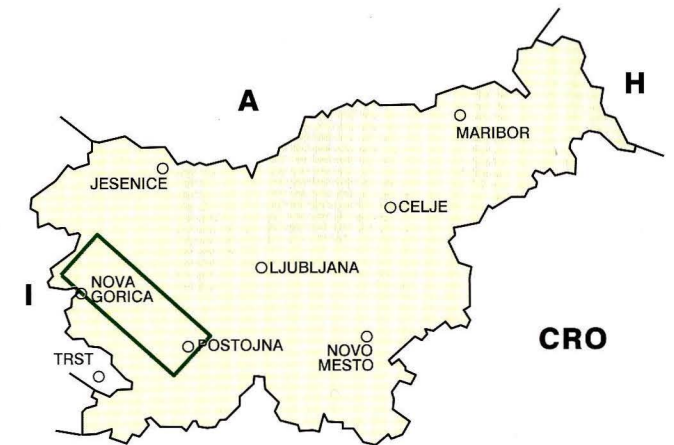 A
H
MARIBOR
JESENICE
CELJE
LJUBLJANA
NOVA
GORICA
I
POSTOJNA
NOVO
MESTO
CRO
TRST